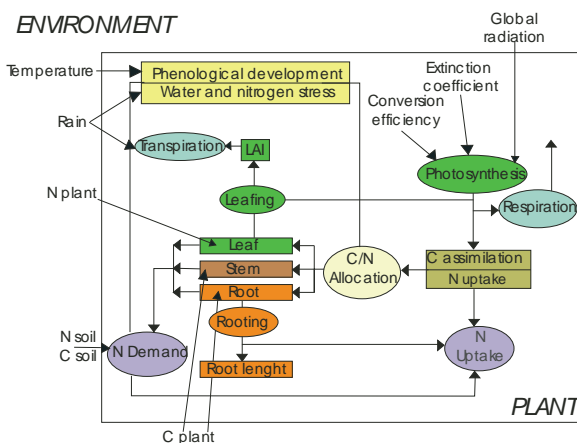 ENVIRONMENT
Global
radiation
Temperature
Phenological development
Water and nitrogen stress
Extinction
coefficient
Conversion
efficiency
Rain
Transpiration
LAI
Photosynthesis
N plant
Leafing
Respiration
Leaf
Stem
Root
C/N
Allocation
C assimilation
N uptake
Rooting
N soil
C soil
N Demand
N
Uptake
Root lenght
C plant
PLANT